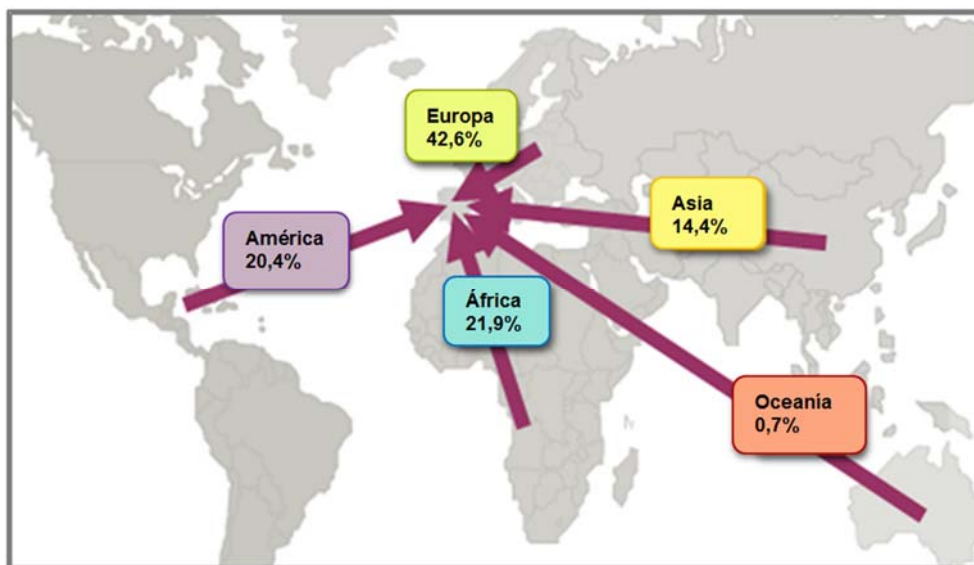 Europa
42,6%
Asia
14,4%
América
20,4%
África
21,9%
Oceanía
0,7%